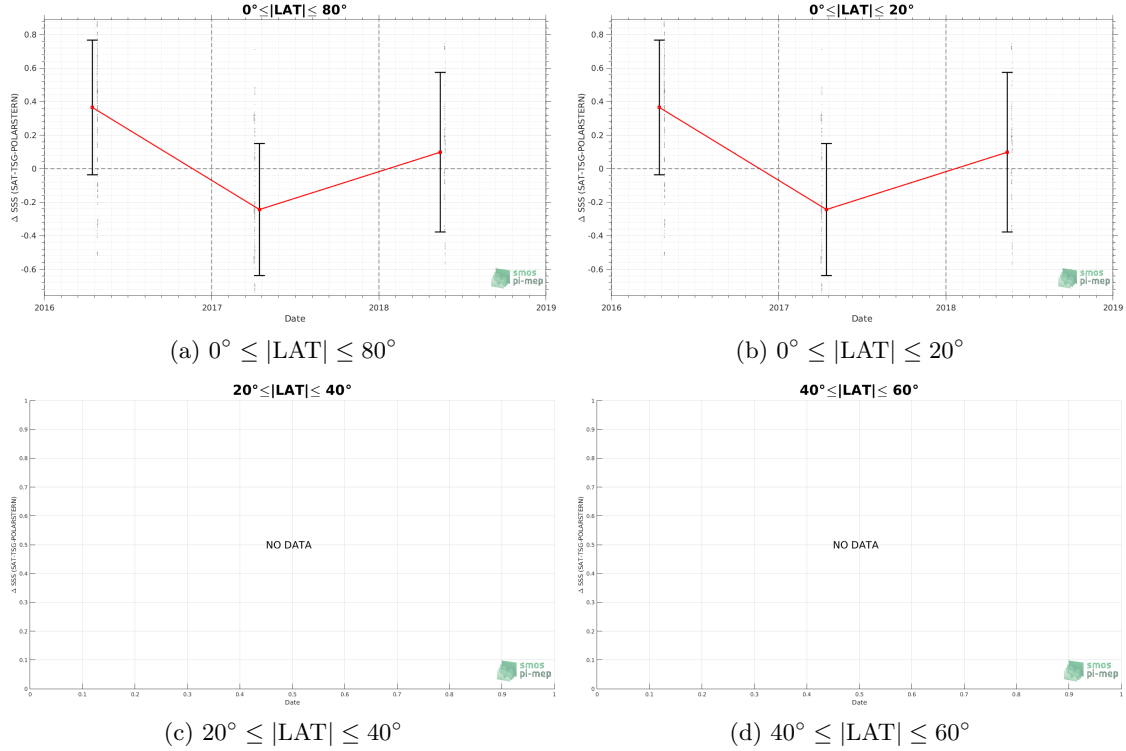 0°≤|LAT|≤ 80°
0.8
0.6
0.4
0.2
0
-0.2
-0.4
-0.6
Δ SSS (SAT-TSG-POLARSTERN)
2016
2017
2018
2019
Date
smos
pi-mep
(a) 0° ≤ |LAT| ≤ 80°
0°≤|LAT|≤ 20°
0.8
0.6
0.4
0.2
0
-0.2
-0.4
-0.6
Δ SSS (SAT-TSG-POLARSTERN)
2016
2017
2018
2019
Date
smos
pi-mep
(b) 0° ≤ |LAT| ≤ 20°
20°≤|LAT|≤ 40°
1
0.9
0.8
0.7
0.6
0.5
0.4
0.3
0.2
0.1
0
Δ SSS (SAT-TSG-POLARSTERN)
NO DATA
0 0.1 0.2 0.3 0.4 0.5 0.6 0.7 0.8 0.9 1
Date
smos
pi-mep
(c) 20° ≤ |LAT| ≤ 40°
40°≤|LAT|≤ 60°
1
0.9
0.8
0.7
0.6
0.5
0.4
0.3
0.2
0.1
0
Δ SSS (SAT-TSG-POLARSTERN)
NO DATA
0 0.1 0.2 0.3 0.4 0.5 0.6 0.7 0.8 0.9 1
Date
smos
pi-mep
(d) 40° ≤ |LAT| ≤ 60°